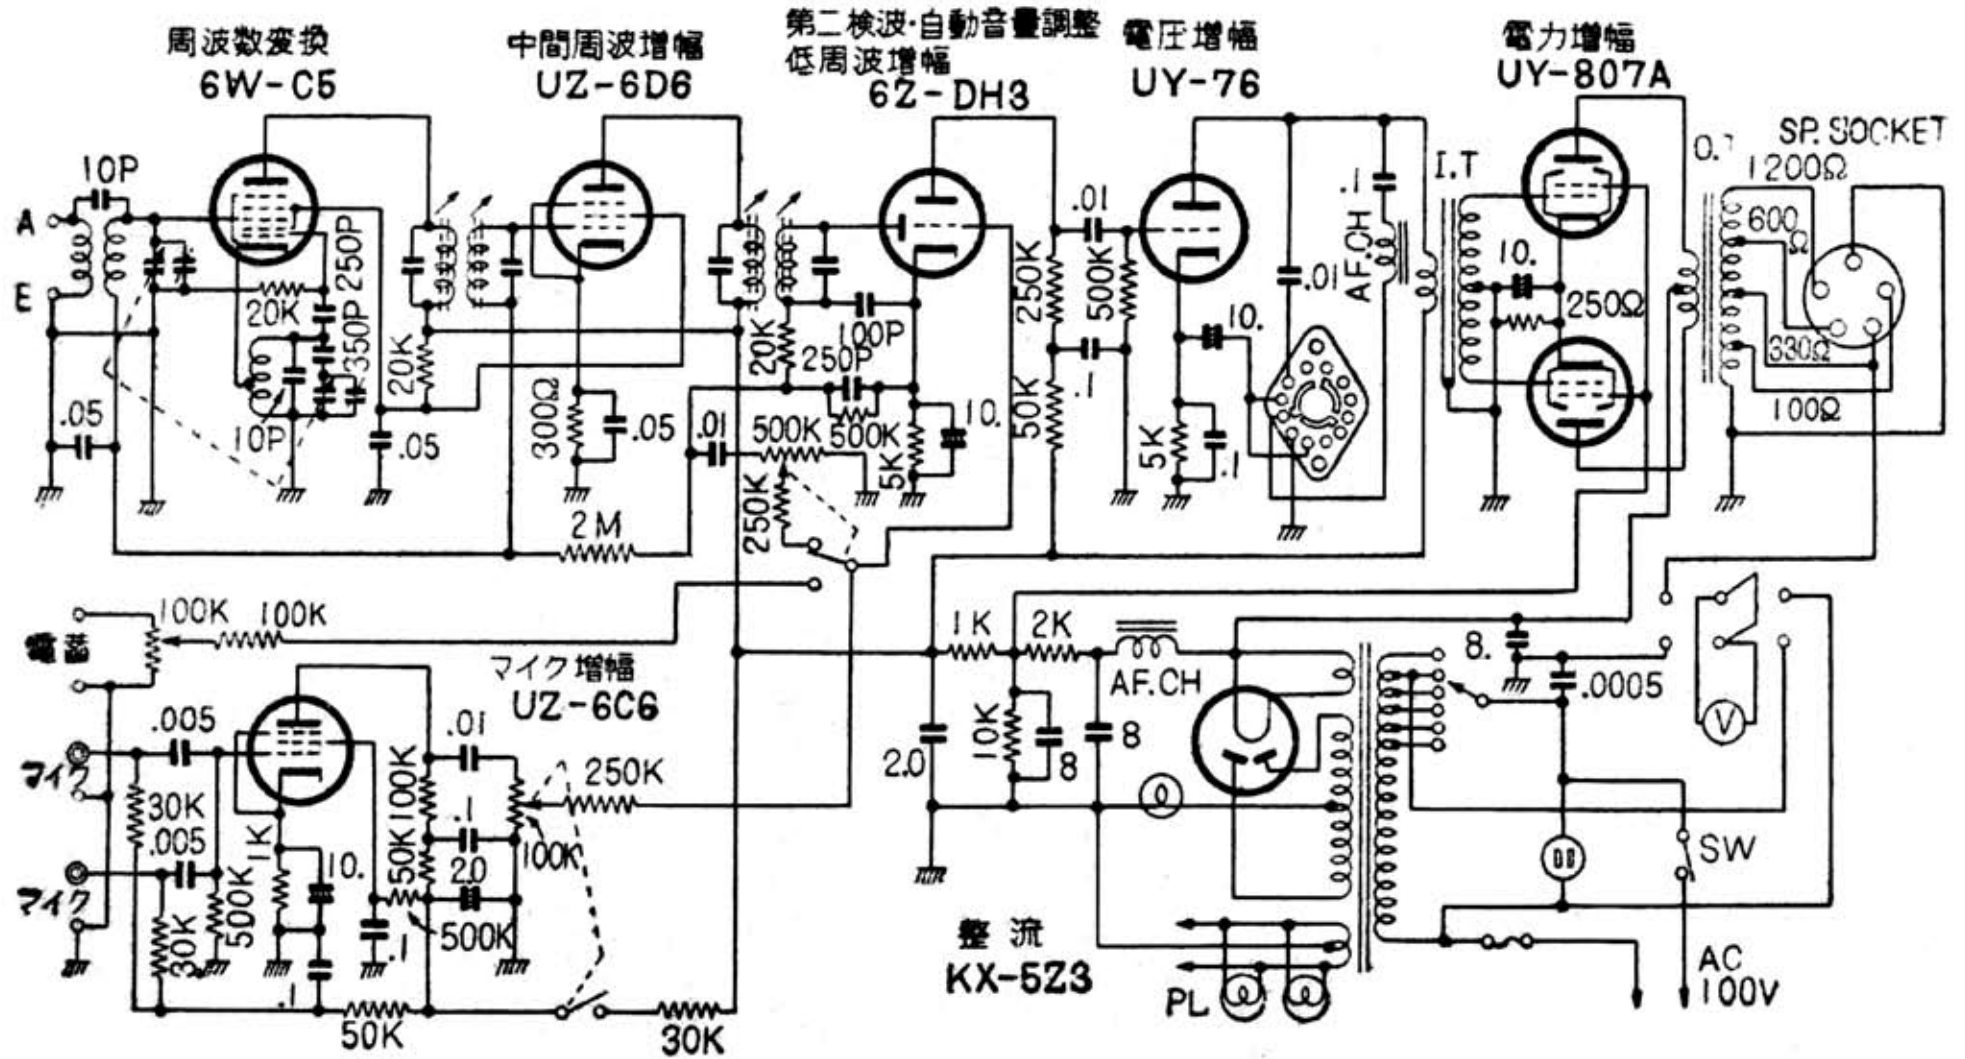 周波数変換
6W-C5
中間周波増幅
UZ-6D6
第二検波・自動音量調整
低周波増幅
6Z-DH3
電圧増幅
UY-76
電力増幅
UY-807A
SP. SOCKET
10P
A
E
.05
20K
250P
350P
10P
20K
.05
300Ω
.05
2M
20K
100P
250P
500K
.01
500K
250K
5K
10.
250K
50K
.01
500K
.1
5K
10.
.1
.01
.1
AF.CH
I.T
10.
250Ω
1200Ω
600Ω
330Ω
100Ω
電磁
100K
100K
マイク増幅
UZ-6C6
マイク
マイク
.005
30K
.005
30K
500K
1K
10.
.1
.1
.01
100K
.1
50K
20
500K
100K
250K
50K
30K
1K
2K
AF.CH
2.0
10K
8
8
整流
KX-5Z3
PL
8.
.0005
V
SW
AC
100V